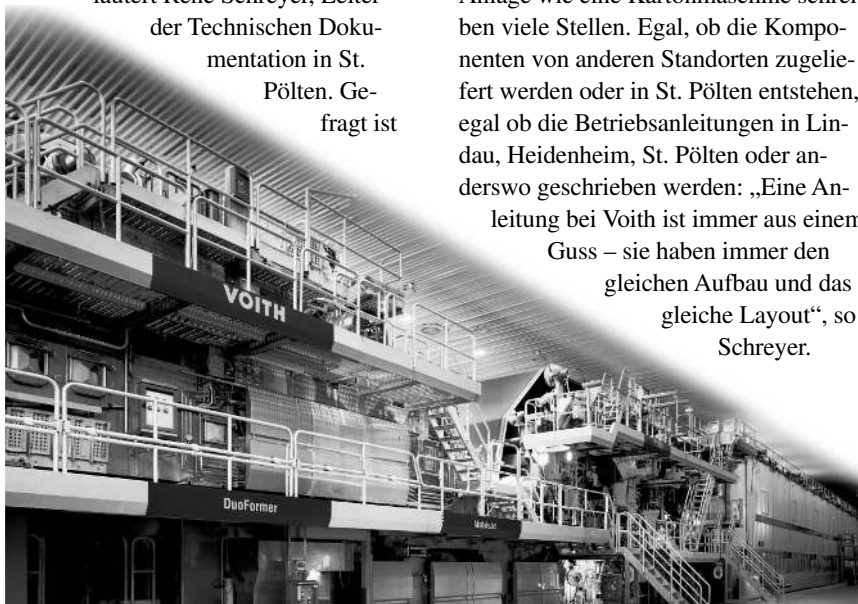 läutert René Schreyer, Leiter
der Technischen Doku-
mentation in St.
Pölten. Ge-
fragt ist
Anlage wie eine Kartonmaschine schrei-
ben viele Stellen. Egal, ob die Kompo-
nenten von anderen Standorten zugelie-
fert werden oder in St. Pölten entstehen,
egal ob die Betriebsanleitungen in Lin-
dau, Heidenheim, St. Pölten oder an-
derswo geschrieben werden: „Eine An-
leitung bei Voith ist immer aus einem
Guss – sie haben immer den
gleichen Aufbau und das
gleiche Layout“, so
Schreyer.
VOITH
DuoFormer